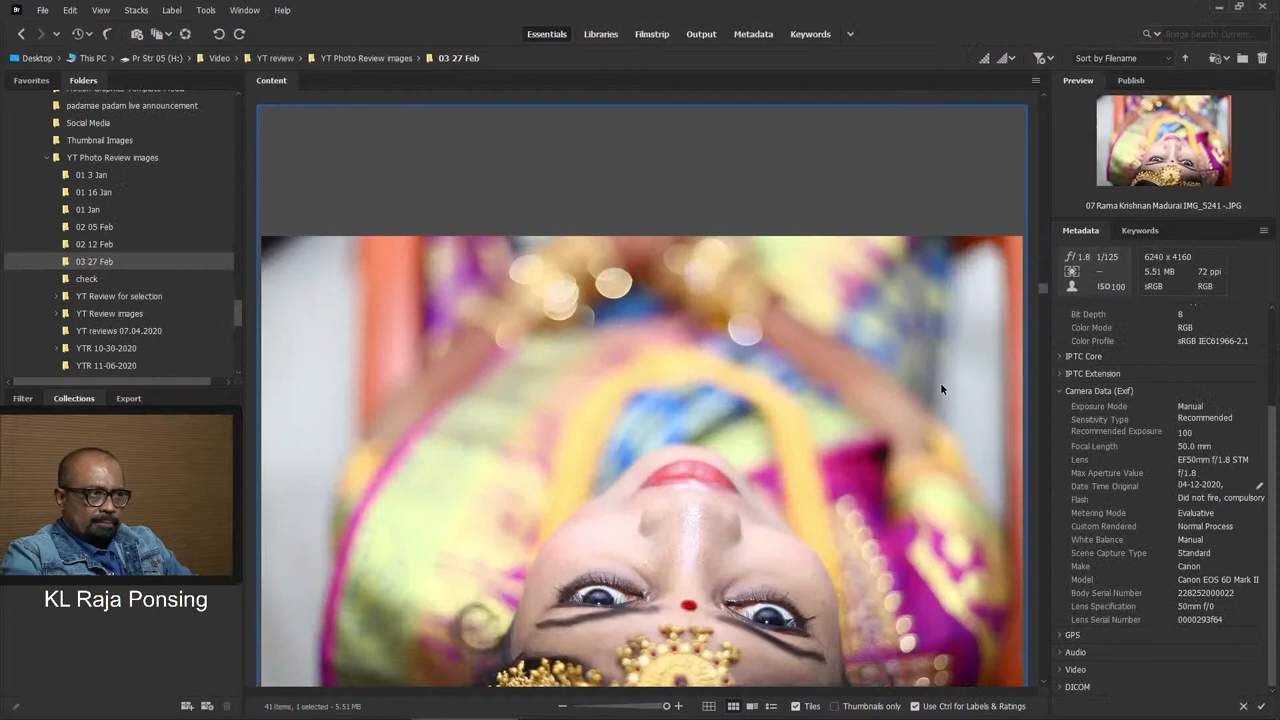 Br File Edit View Stacks Label Tools Window Help
Essentials Libraries Filmstrip Output Metadata Keywords
Bridge Search: Current...
Desktop This PC Pr Str 05 (H:) Video YT review YT Photo Review images 03 27 Feb
Sort by Filename
Favorites Folders
Content
Preview Publish
padamae padam live announcement
Social Media
Thumbnail Images
YT Photo Review images
01 3 Jan
01 16 Jan
01 Jan
02 05 Feb
02 12 Feb
03 27 Feb
check
YT Review for selection
YT Review images
YT reviews 07.04.2020
YTR 10-30-2020
YTR 11-06-2020
Filter Collections Export
KL Raja Ponsing
07 Rama Krishnan Madurai IMG_5241 -.JPG
Metadata Keywords
f/ 1.8 1/125
6240 x 4160
--
5.51 MB 72 ppi
ISO 100
sRGB RGB
Bit Depth 8
Color Mode RGB
Color Profile sRGB IEC61966-2.1
IPTC Core
IPTC Extension
Camera Data (Exif)
Exposure Mode Manual
Sensitivity Type Recommended
Recommended Exposure 100
Focal Length 50.0 mm
Lens EF50mm f/1.8 STM
Max Aperture Value f/1.8
Date Time Original 04-12-2020,
Flash Did not fire, compulsory
Metering Mode Evaluative
Custom Rendered Normal Process
White Balance Manual
Scene Capture Type Standard
Make Canon
Model Canon EOS 6D Mark II
Body Serial Number 228252000022
Lens Specification 50mm f/0
Lens Serial Number 0000293f64
GPS
Audio
Video
DICOM
41 items, 1 selected - 5.51 MB
Tiles Thumbnails only Use Ctrl for Labels & Ratings